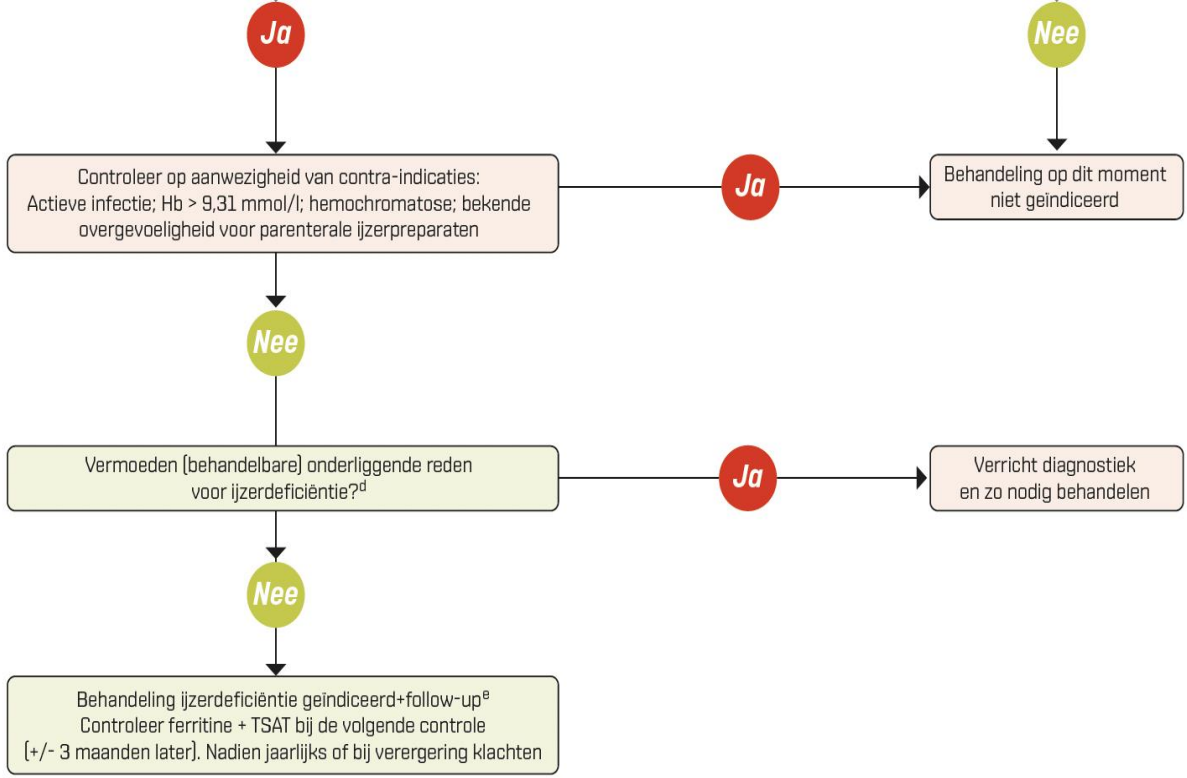 Ja
Nee
Controleer op aanwezigheid van contra-indicaties:
Actieve infectie; Hb > 9,31 mmol/l; hemochromatose; bekende
overgevoeligheid voor parenterale ijzerpreparaten
Ja
Behandeling op dit moment
niet geïndiceerd
Nee
Vermoeden (behandelbare) onderliggende reden
voor ijzerdeficiëntie?ᵈ
Ja
Verricht diagnostiek
en zo nodig behandelen
Nee
Behandeling ijzerdeficiëntie geïndiceerd+follow-upᵉ
Controleer ferritine + TSAT bij de volgende controle
(+/- 3 maanden later). Nadien jaarlijks of bij verergering klachten